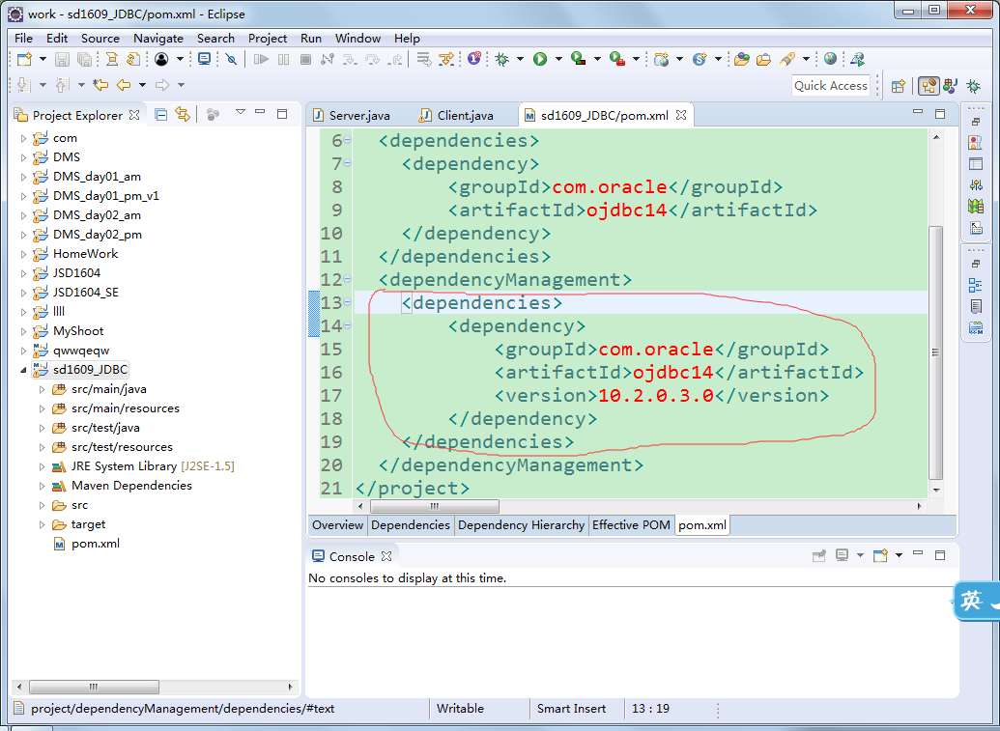 work - sd1609_JDBC/pom.xml - Eclipse
File Edit Source Navigate Search Project Run Window Help
Quick Access
Project Explorer
com
DMS
DMS_day01_am
DMS_day01_pm_v1
DMS_day02_am
DMS_day02_pm
HomeWork
JSD1604
JSD1604_SE
llll
MyShoot
qwwqeqw
sd1609_JDBC
src/main/java
src/main/resources
src/test/java
src/test/resources
JRE System Library [J2SE-1.5]
Maven Dependencies
src
target
pom.xml
Server.java Client.java sd1609_JDBC/pom.xml
6 <dependencies>
7 <dependency>
8 <groupId>com.oracle</groupId>
9 <artifactId>ojdbc14</artifactId>
10 </dependency>
11 </dependencies>
12 <dependencyManagement>
13 <dependencies>
14 <dependency>
15 <groupId>com.oracle</groupId>
16 <artifactId>ojdbc14</artifactId>
17 <version>10.2.0.3.0</version>
18 </dependency>
19 </dependencies>
20 </dependencyManagement>
21 </project>
Overview Dependencies Dependency Hierarchy Effective POM pom.xml
Console
No consoles to display at this time.
英
project/dependencyManagement/dependencies/#text Writable Smart Insert 13 : 19